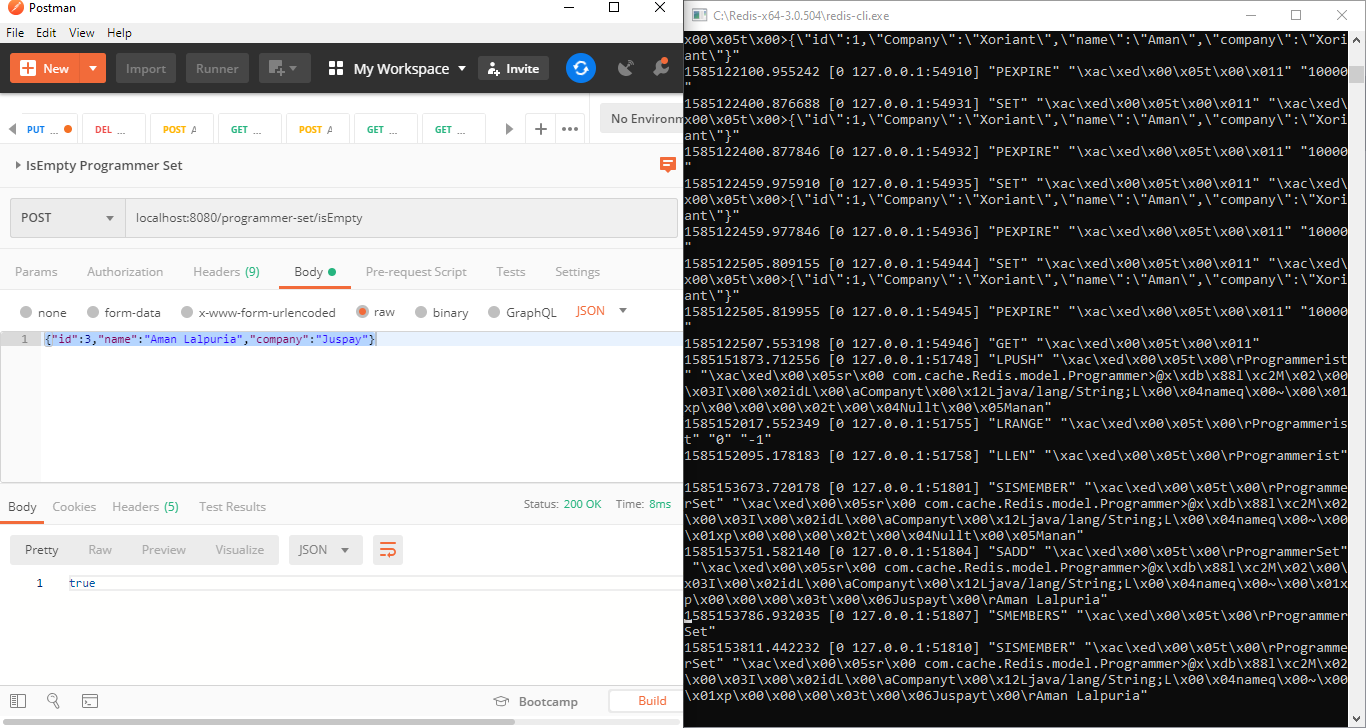 Postman
File Edit View Help
New Import Runner My Workspace Invite
PUT ... DEL ... POST A GET ... POST A GET ... GET ... No Environm
IsEmpty Programmer Set
POST localhost:8080/programmer-set/isEmpty
Params Authorization Headers (9) Body Pre-request Script Tests Settings
none form-data x-www-form-urlencoded raw binary GraphQL JSON
1 {"id":3,"name":"Aman Lalpuria","company":"Juspay"}
Body Cookies Headers (5) Test Results Status: 200 OK Time: 8ms
Pretty Raw Preview Visualize JSON
1 true
Bootcamp Build
C:\Redis-x64-3.0.504\redis-cli.exe
x00\x05t\x00>{\"id\":1,\"Company\":\"Xoriant\",\"name\":\"Aman\",\"company\":\"Xori
ant\"}"
1585122100.955242 [0 127.0.0.1:54910] "PEXPIRE" "\xac\xed\x00\x05t\x00\x011" "10000
"
1585122400.876688 [0 127.0.0.1:54931] "SET" "\xac\xed\x00\x05t\x00\x011" "\xac\xed\
x00\x05t\x00>{\"id\":1,\"Company\":\"Xoriant\",\"name\":\"Aman\",\"company\":\"Xori
ant\"}"
1585122400.877846 [0 127.0.0.1:54932] "PEXPIRE" "\xac\xed\x00\x05t\x00\x011" "10000
"
1585122459.975910 [0 127.0.0.1:54935] "SET" "\xac\xed\x00\x05t\x00\x011" "\xac\xed\
x00\x05t\x00>{\"id\":1,\"Company\":\"Xoriant\",\"name\":\"Aman\",\"company\":\"Xori
ant\"}"
1585122459.977846 [0 127.0.0.1:54936] "PEXPIRE" "\xac\xed\x00\x05t\x00\x011" "10000
"
1585122505.809155 [0 127.0.0.1:54944] "SET" "\xac\xed\x00\x05t\x00\x011" "\xac\xed\
x00\x05t\x00>{\"id\":1,\"Company\":\"Xoriant\",\"name\":\"Aman\",\"company\":\"Xori
ant\"}"
1585122505.819955 [0 127.0.0.1:54945] "PEXPIRE" "\xac\xed\x00\x05t\x00\x011" "10000
"
1585122507.553198 [0 127.0.0.1:54946] "GET" "\xac\xed\x00\x05t\x00\x011"
1585151873.712556 [0 127.0.0.1:51748] "LPUSH" "\xac\xed\x00\x05t\x00\rProgrammerist
" "\xac\xed\x00\x05sr\x00 com.cache.Redis.model.Programmer>@x\xdb\x88l\xc2M\x02\x00
\x03I\x00\x02idL\x00\aCompanyt\x00\x12Ljava/lang/String;L\x00\x04nameq\x00~\x00\x01
xp\x00\x00\x00\x02t\x00\x04Nullt\x00\x05Manan"
1585152017.552349 [0 127.0.0.1:51755] "LRANGE" "\xac\xed\x00\x05t\x00\rProgrammeris
t" "0" "-1"
1585152095.178183 [0 127.0.0.1:51758] "LLEN" "\xac\xed\x00\x05t\x00\rProgrammerist"
1585153673.720178 [0 127.0.0.1:51801] "SISMEMBER" "\xac\xed\x00\x05t\x00\rProgramme
rSet" "\xac\xed\x00\x05sr\x00 com.cache.Redis.model.Programmer>@x\xdb\x88l\xc2M\x02
\x00\x03I\x00\x02idL\x00\aCompanyt\x00\x12Ljava/lang/String;L\x00\x04nameq\x00~\x00
\x01xp\x00\x00\x00\x02t\x00\x04Nullt\x00\x05Manan"
1585153751.582140 [0 127.0.0.1:51804] "SADD" "\xac\xed\x00\x05t\x00\rProgrammerSet"
"\xac\xed\x00\x05sr\x00 com.cache.Redis.model.Programmer>@x\xdb\x88l\xc2M\x02\x00\
x03I\x00\x02idL\x00\aCompanyt\x00\x12Ljava/lang/String;L\x00\x04nameq\x00~\x00\x01x
p\x00\x00\x00\x03t\x00\x06Juspayt\x00\rAman Lalpuria"
1585153786.932035 [0 127.0.0.1:51807] "SMEMBERS" "\xac\xed\x00\x05t\x00\rProgrammer
Set"
1585153811.442232 [0 127.0.0.1:51810] "SISMEMBER" "\xac\xed\x00\x05t\x00\rProgramme
rSet" "\xac\xed\x00\x05sr\x00 com.cache.Redis.model.Programmer>@x\xdb\x88l\xc2M\x02
\x00\x03I\x00\x02idL\x00\aCompanyt\x00\x12Ljava/lang/String;L\x00\x04nameq\x00~\x00
\x01xp\x00\x00\x00\x03t\x00\x06Juspayt\x00\rAman Lalpuria"